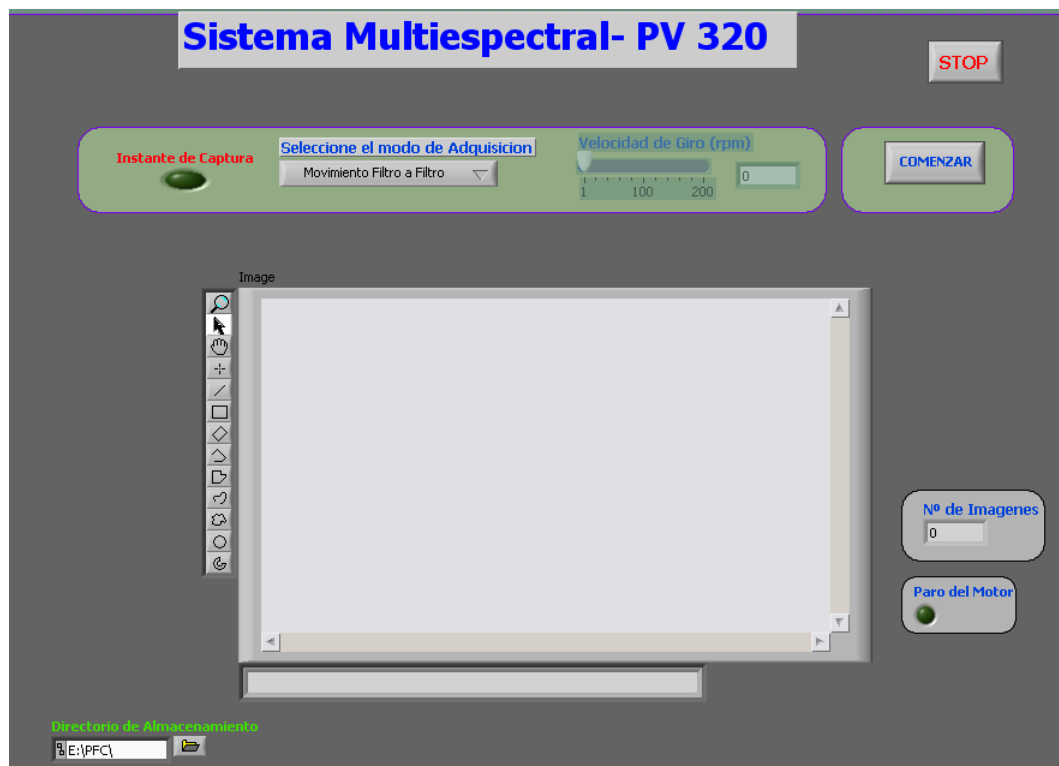 Sistema Multiespectral- PV 320
STOP
Instante de Captura
Seleccione el modo de Adquisicion
Movimiento Filtro a Filtro
Velocidad de Giro (rpm)
0
1 100 200
COMENZAR
Image
Nº de Imagenes
0
Paro del Motor
Directorio de Almacenamiento
E:\PFC\